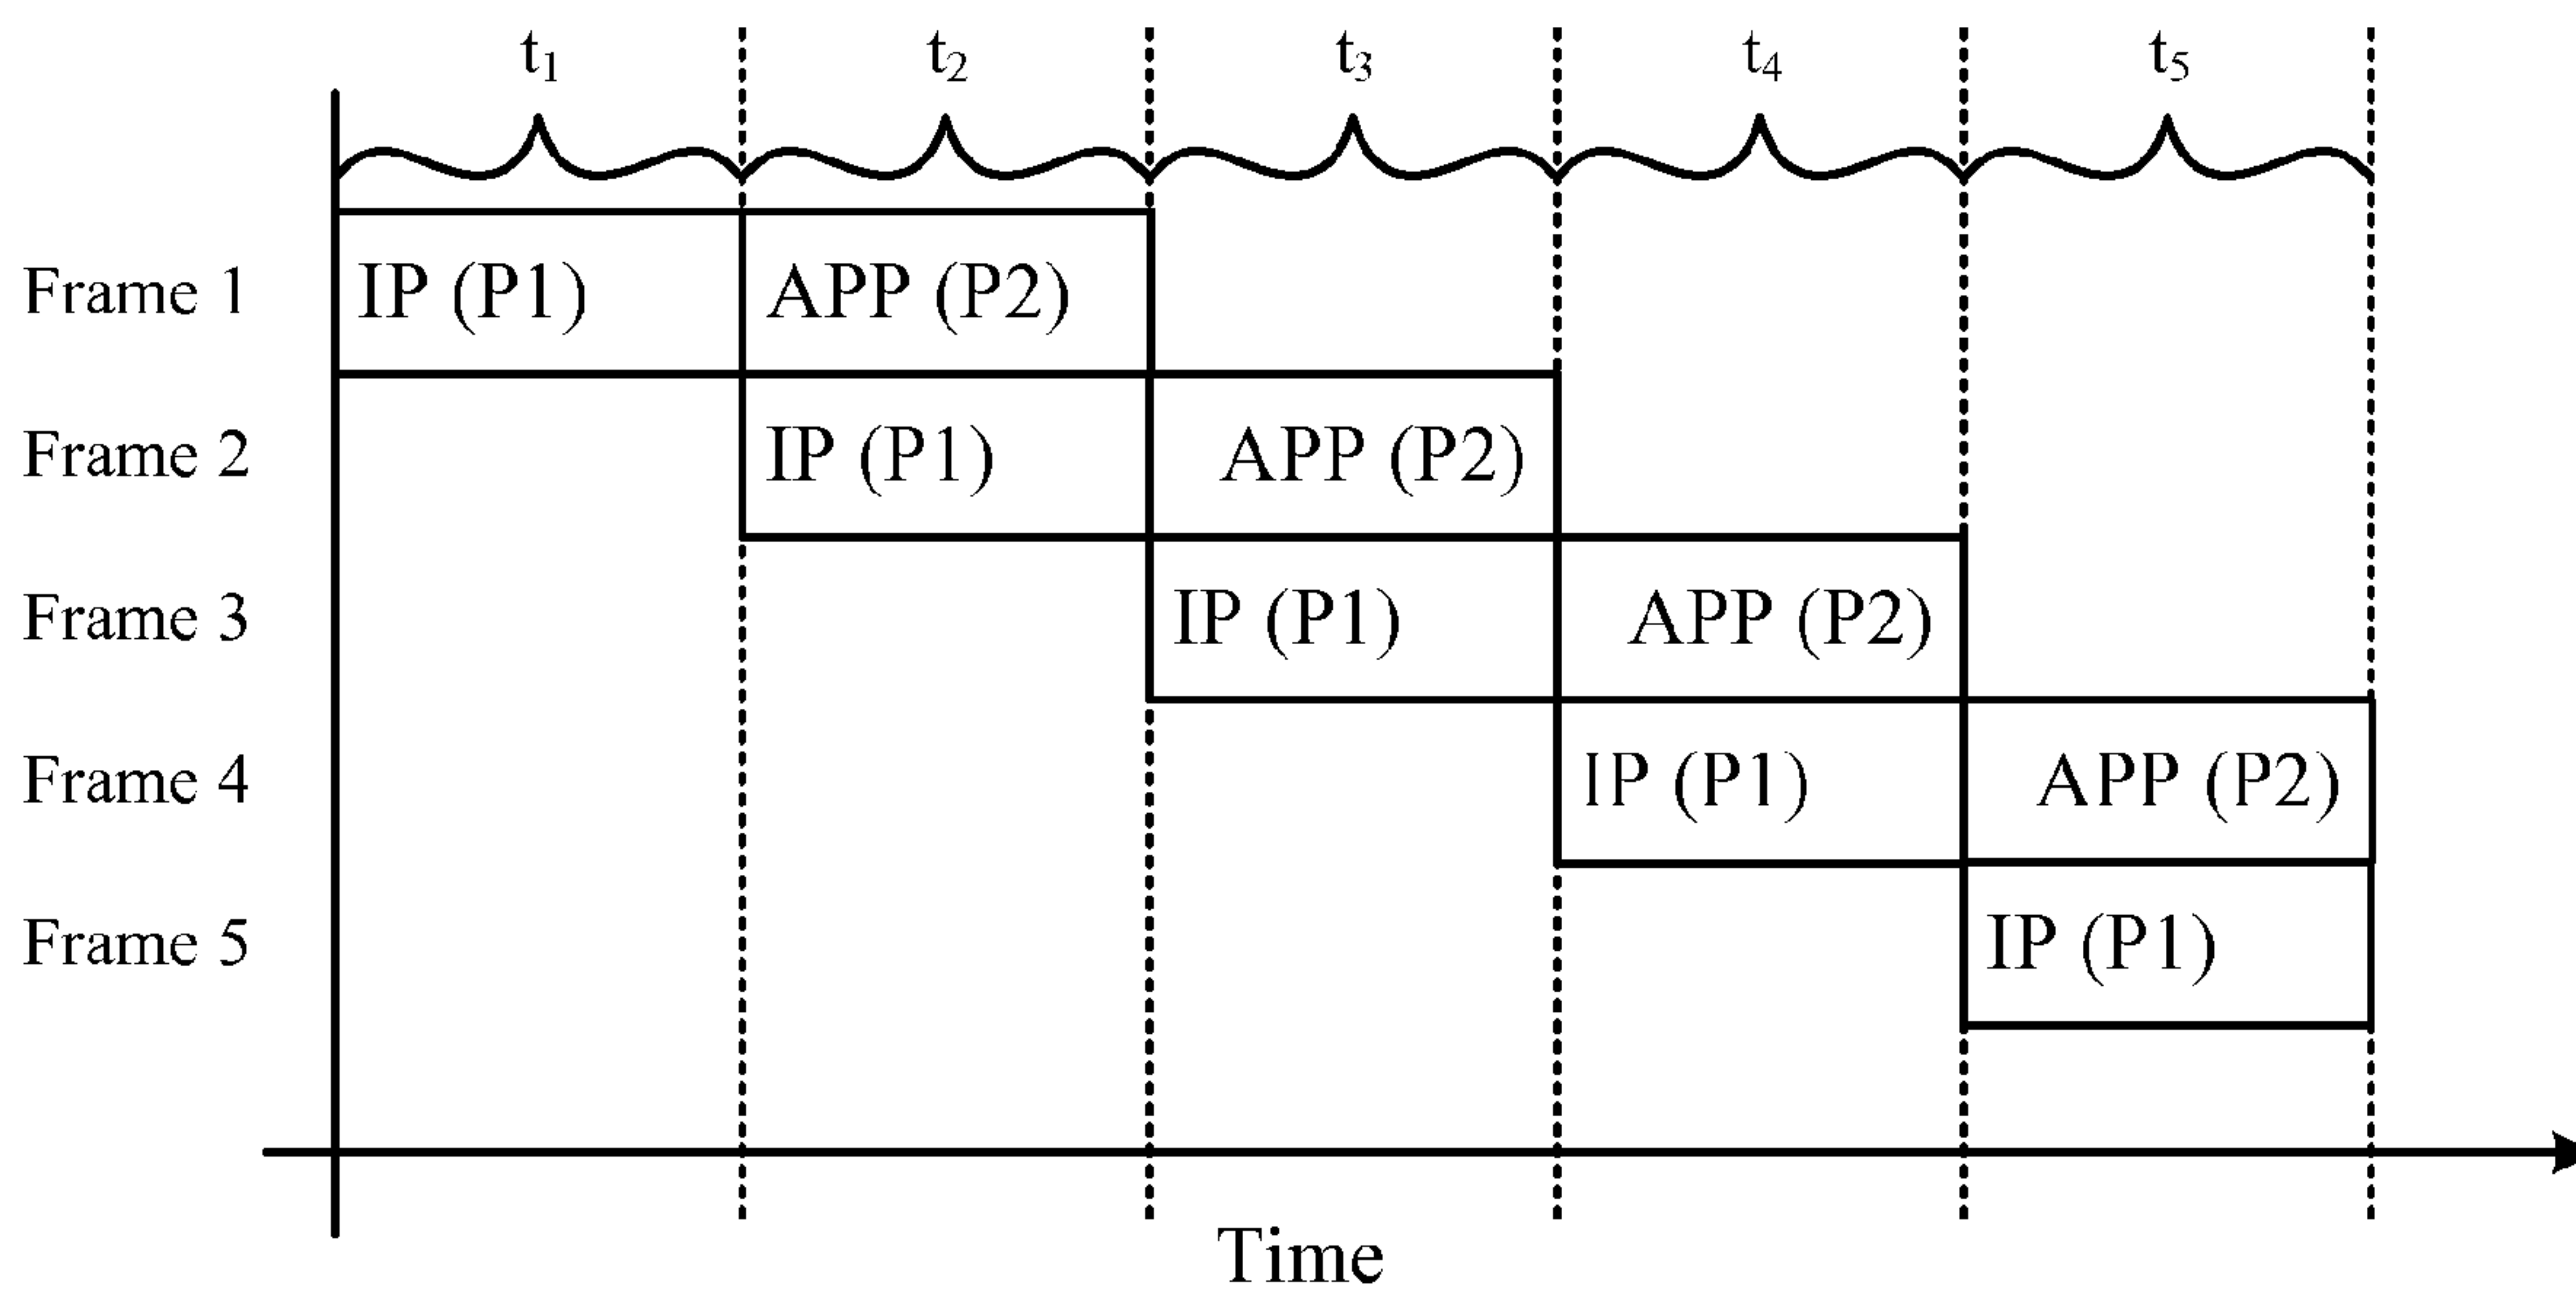 t₁ t₂ t₃ t₄ t₅
Frame 1 IP (P1) APP (P2)
Frame 2 IP (P1) APP (P2)
Frame 3 IP (P1) APP (P2)
Frame 4 IP (P1) APP (P2)
Frame 5 IP (P1)
Time